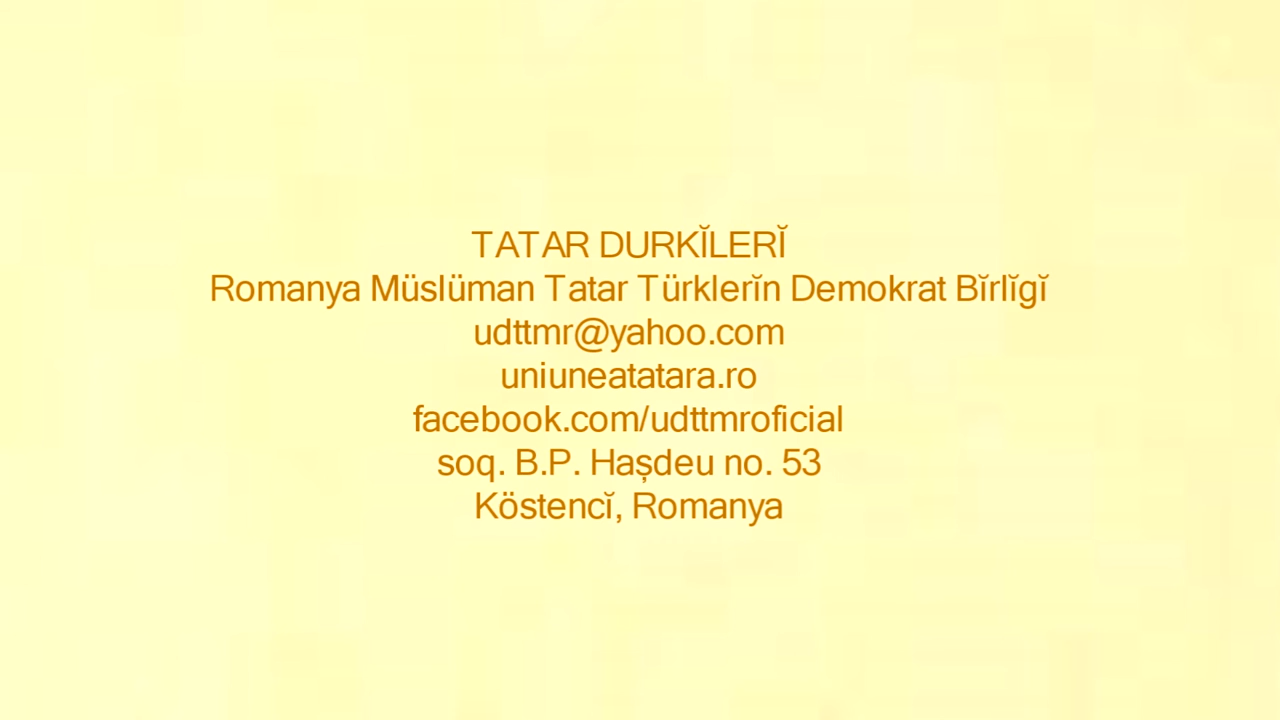 TATAR DURKĬLERĬ
Romanya Müslüman Tatar Türklerĭn Demokrat Bĭrlĭgĭ
udttmr@yahoo.com
uniuneatatara.ro
facebook.com/udttmroficial
soq. B.P. Hașdeu no. 53
Köstencĭ, Romanya